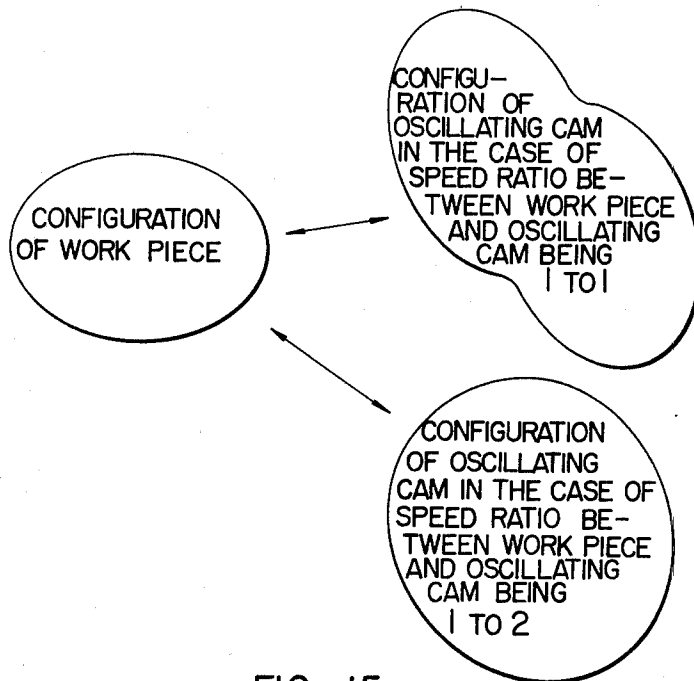 CONFIGURATION
OF WORK PIECE
CONFIGU-
RATION OF
OSCILLATING CAM
IN THE CASE OF
SPEED RATIO BE-
TWEEN WORK PIECE
AND OSCILLATING
CAM BEING
1 TO 1
CONFIGURATION
OF OSCILLATING
CAM IN THE CASE OF
SPEED RATIO BE-
TWEEN WORK PIECE
AND OSCILLATING
CAM BEING
1 TO 2
FIG. 15